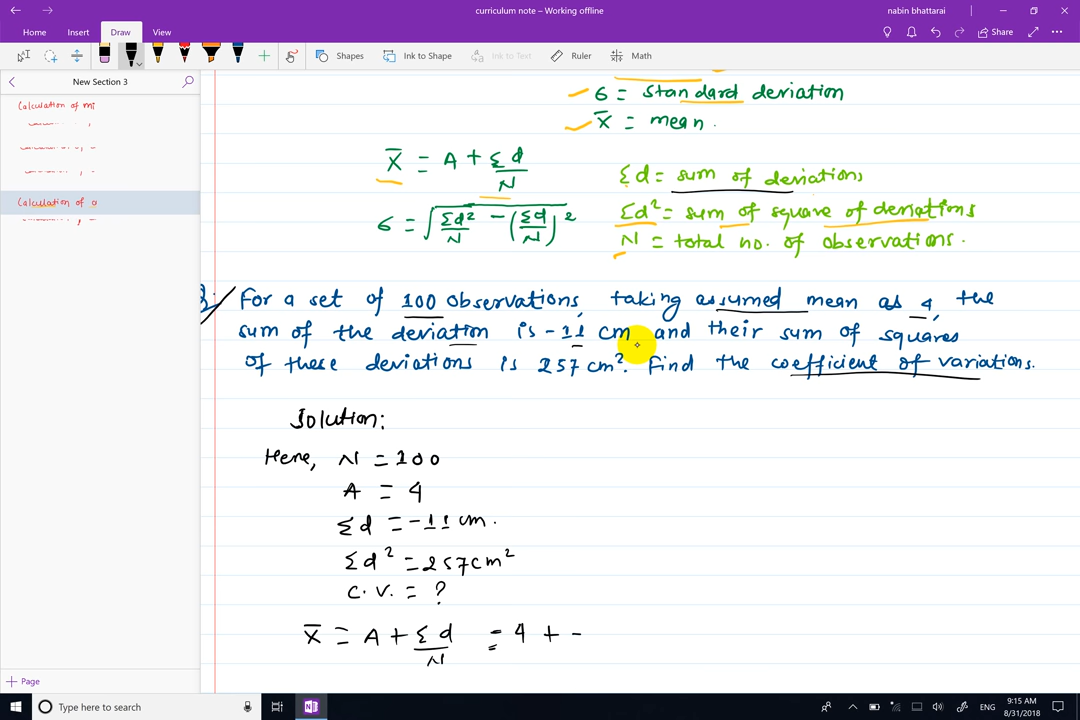 curriculum note – Working offline
nabin bhattarai
Home Insert Draw View
Share
Shapes Ink to Shape Ink to Text Ruler Math
New Section 3
Calculation of mi
Calculation of a
Page
σ = standard deviation
X̄ = mean.
X̄ = A + Σd/N
Σd = sum of deviations
σ = √(Σd²/N − (Σd/N)²)
Σd² = sum of square of deviations
N = total no. of observations.
For a set of 100 observations, taking assumed mean as 4, the
sum of the deviation is -11 cm and their sum of squares
of these deviations is 257 cm². Find the coefficient of variations.
Solution:
Here, N = 100
A = 4
Σd = -11 cm.
Σd² = 257 cm²
C.V. = ?
X̄ = A + Σd/N = 4 + -
Type here to search
ENG
9:15 AM
8/31/2018